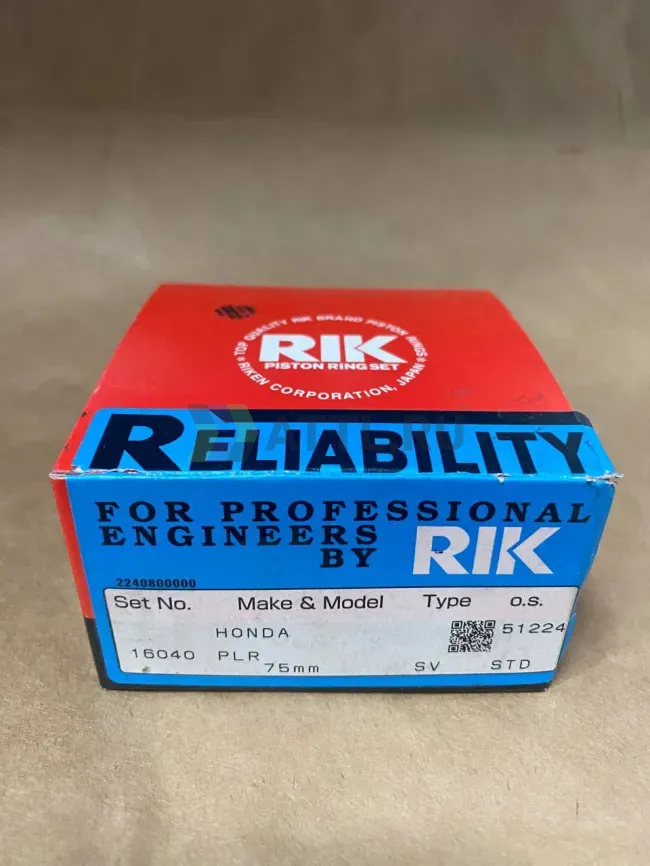 TOP QUALITY RIK BRAND PISTON RINGS
RIK
PISTON RING SET
RIKEN CORPORATION, JAPAN
RELIABILITY
FOR PROFESSIONAL
ENGINEERS
BY RIK
2240800000
Set No. Make & Model Type o.s.
HONDA 51224
16040 PLR
75mm SV STD